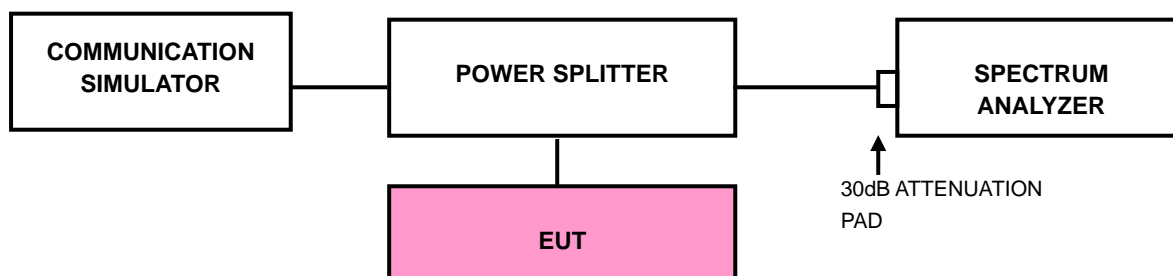 COMMUNICATION
SIMULATOR
POWER SPLITTER
SPECTRUM
ANALYZER
30dB ATTENUATION
PAD
EUT